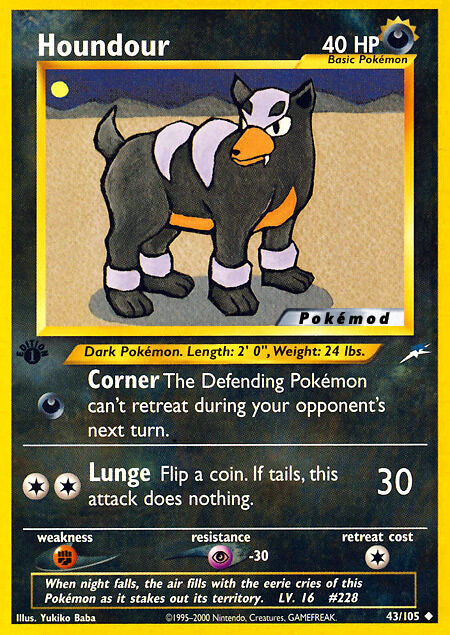 Houndour 40 HP
Basic Pokémon
Pokémod
EDITION
1
Dark Pokémon. Length: 2' 0", Weight: 24 lbs.
Corner The Defending Pokémon
can't retreat during your opponent's
next turn.
Lunge Flip a coin. If tails, this
attack does nothing.
30
weakness resistance retreat cost
-30
When night falls, the air fills with the eerie cries of this
Pokémon as it stakes out its territory. LV. 16 #228
Illus. Yukiko Baba ©1995-2000 Nintendo, Creatures, GAMEFREAK. 43/105